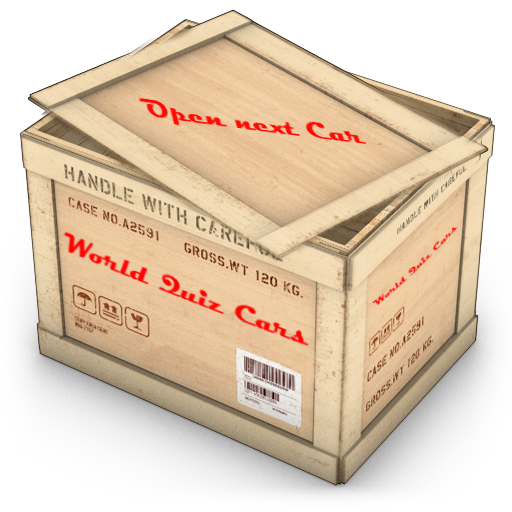 Open next Car
HANDLE WITH CAREFUL
CASE NO.A2591
GROSS.WT 120 KG.
World Quiz Cars
HANDLE WITH CAREFUL
World Quiz Cars
CASE NO.A2591
GROSS.WT 120 KG.